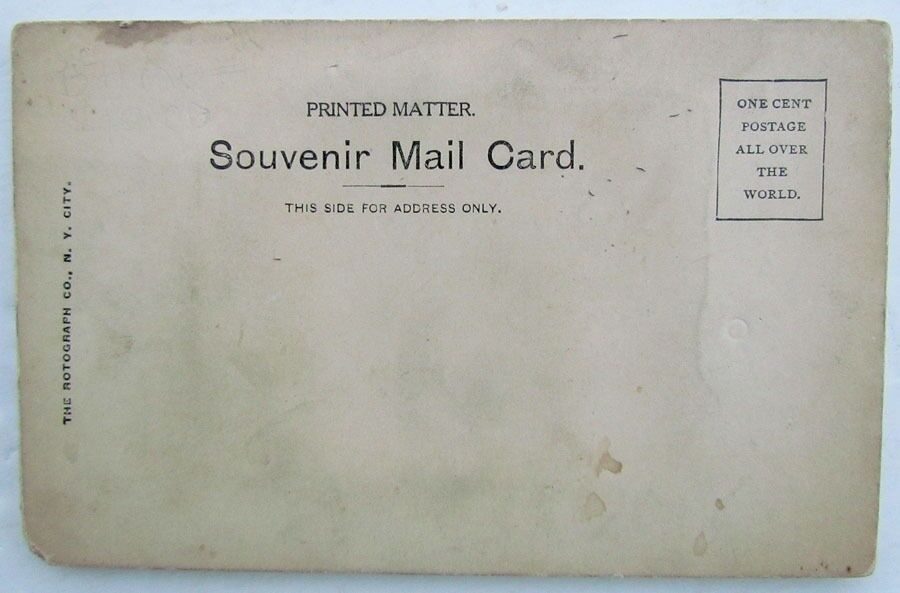 PRINTED MATTER.
Souvenir Mail Card.
THIS SIDE FOR ADDRESS ONLY.
ONE CENT
POSTAGE
ALL OVER
THE
WORLD.
THE ROTOGRAPH CO., N. Y. CITY.